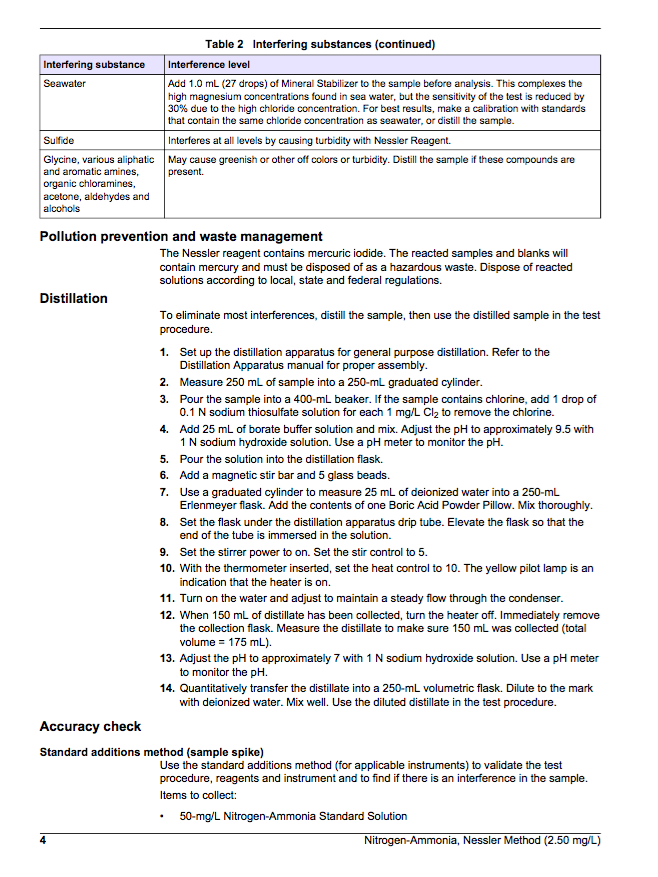 Table 2 Interfering substances (continued)
Interfering substance Interference level
Seawater Add 1.0 mL (27 drops) of Mineral Stabilizer to the sample before analysis. This complexes the
high magnesium concentrations found in sea water, but the sensitivity of the test is reduced by
30% due to the high chloride concentration. For best results, make a calibration with standards
that contain the same chloride concentration as seawater, or distill the sample.
Sulfide Interferes at all levels by causing turbidity with Nessler Reagent.
Glycine, various aliphatic
and aromatic amines,
organic chloramines,
acetone, aldehydes and
alcohols
May cause greenish or other off colors or turbidity. Distill the sample if these compounds are
present.
Pollution prevention and waste management
The Nessler reagent contains mercuric iodide. The reacted samples and blanks will
contain mercury and must be disposed of as a hazardous waste. Dispose of reacted
solutions according to local, state and federal regulations.
Distillation
To eliminate most interferences, distill the sample, then use the distilled sample in the test
procedure.
1. Set up the distillation apparatus for general purpose distillation. Refer to the
Distillation Apparatus manual for proper assembly.
2. Measure 250 mL of sample into a 250-mL graduated cylinder.
3. Pour the sample into a 400-mL beaker. If the sample contains chlorine, add 1 drop of
0.1 N sodium thiosulfate solution for each 1 mg/L Cl₂ to remove the chlorine.
4. Add 25 mL of borate buffer solution and mix. Adjust the pH to approximately 9.5 with
1 N sodium hydroxide solution. Use a pH meter to monitor the pH.
5. Pour the solution into the distillation flask.
6. Add a magnetic stir bar and 5 glass beads.
7. Use a graduated cylinder to measure 25 mL of deionized water into a 250-mL
Erlenmeyer flask. Add the contents of one Boric Acid Powder Pillow. Mix thoroughly.
8. Set the flask under the distillation apparatus drip tube. Elevate the flask so that the
end of the tube is immersed in the solution.
9. Set the stirrer power to on. Set the stir control to 5.
10. With the thermometer inserted, set the heat control to 10. The yellow pilot lamp is an
indication that the heater is on.
11. Turn on the water and adjust to maintain a steady flow through the condenser.
12. When 150 mL of distillate has been collected, turn the heater off. Immediately remove
the collection flask. Measure the distillate to make sure 150 mL was collected (total
volume = 175 mL).
13. Adjust the pH to approximately 7 with 1 N sodium hydroxide solution. Use a pH meter
to monitor the pH.
14. Quantitatively transfer the distillate into a 250-mL volumetric flask. Dilute to the mark
with deionized water. Mix well. Use the diluted distillate in the test procedure.
Accuracy check
Standard additions method (sample spike)
Use the standard additions method (for applicable instruments) to validate the test
procedure, reagents and instrument and to find if there is an interference in the sample.
Items to collect:
• 50-mg/L Nitrogen-Ammonia Standard Solution
4 Nitrogen-Ammonia, Nessler Method (2.50 mg/L)